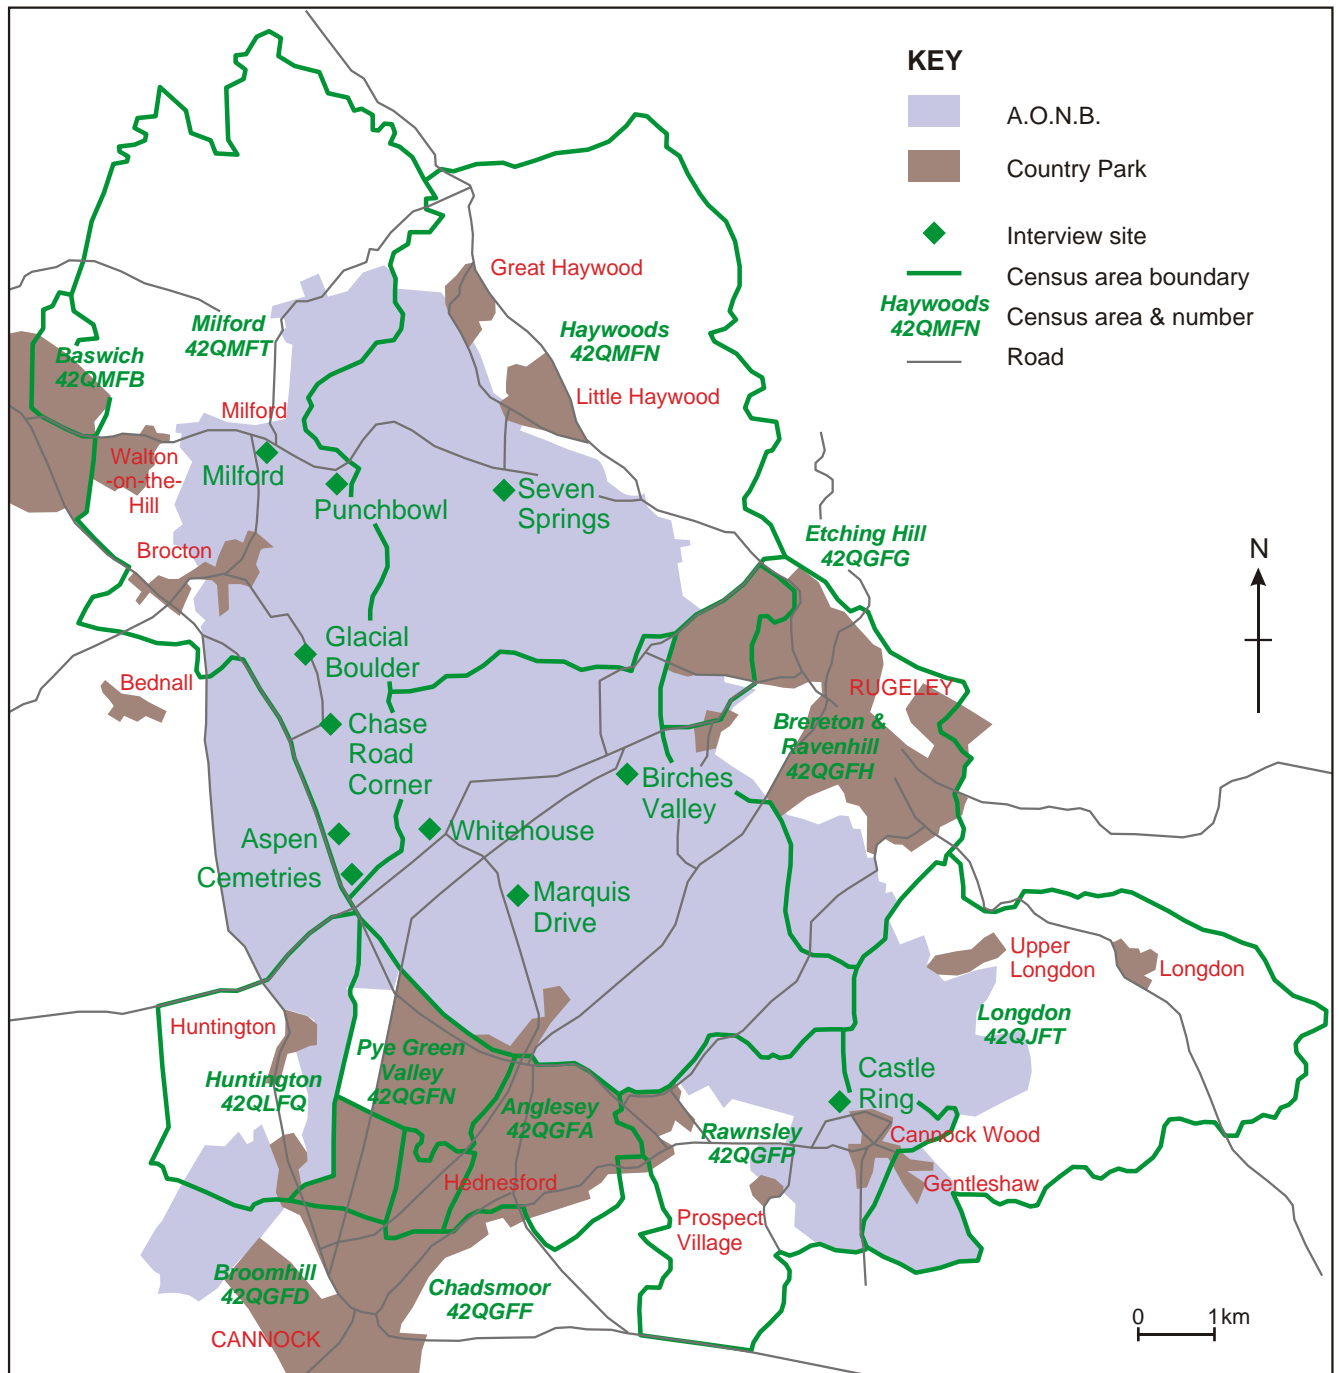 KEY
A.O.N.B.
Country Park
Interview site
Census area boundary
Haywoods
42QMFN
Census area & number
Road
Great Haywood
Milford
42QMFT
Haywoods
42QMFN
Baswich
42QMFB
Little Haywood
Milford
Walton
-on-the-
Hill
Milford
Punchbowl
Seven
Springs
Brocton
Etching Hill
42QGFG
N
Glacial
Boulder
Bednall
RUGELEY
Chase
Road
Corner
Brereton &
Ravenhill
42QGFH
Birches
Valley
Aspen
Whitehouse
Cemetries
Marquis
Drive
Upper
Longdon
Longdon
Longdon
42QJFT
Huntington
Pye Green
Valley
42QGFN
Huntington
42QLFQ
Castle
Ring
Anglesey
42QGFA
Rawnsley
42QGFP
Cannock Wood
Hednesford
Gentleshaw
Prospect
Village
Broomhill
42QGFD
Chadsmoor
42QGFF
CANNOCK
0 1km